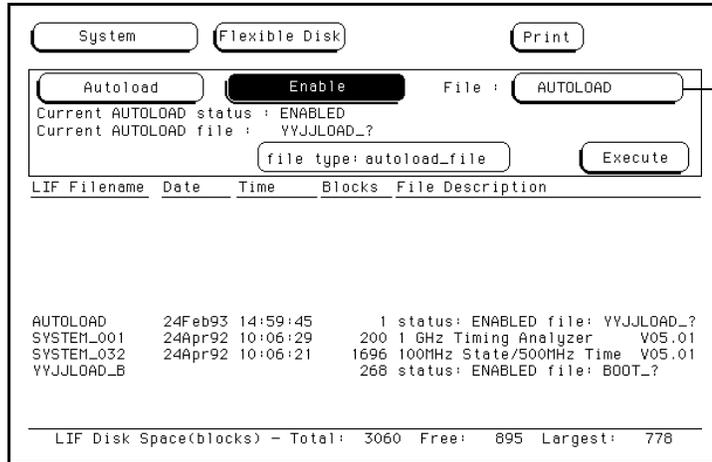 System Flexible Disk Print
Autoload Enable File : AUTOLOAD
Current AUTOLOAD status : ENABLED
Current AUTOLOAD file : YYJJLOAD_?
file type: autoload_file Execute
LIF Filename Date Time Blocks File Description
AUTOLOAD 24Feb93 14:59:45 1 status: ENABLED file: YYJJLOAD_?
SYSTEM_001 24Apr92 10:06:29 200 1 GHz Timing Analyzer V05.01
SYSTEM_032 24Apr92 10:06:21 1696 100MHz State/500MHz Time V05.01
YYJJLOAD_B 268 status: ENABLED file: BOOT_?
LIF Disk Space(blocks) - Total: 3060 Free: 895 Largest: 778